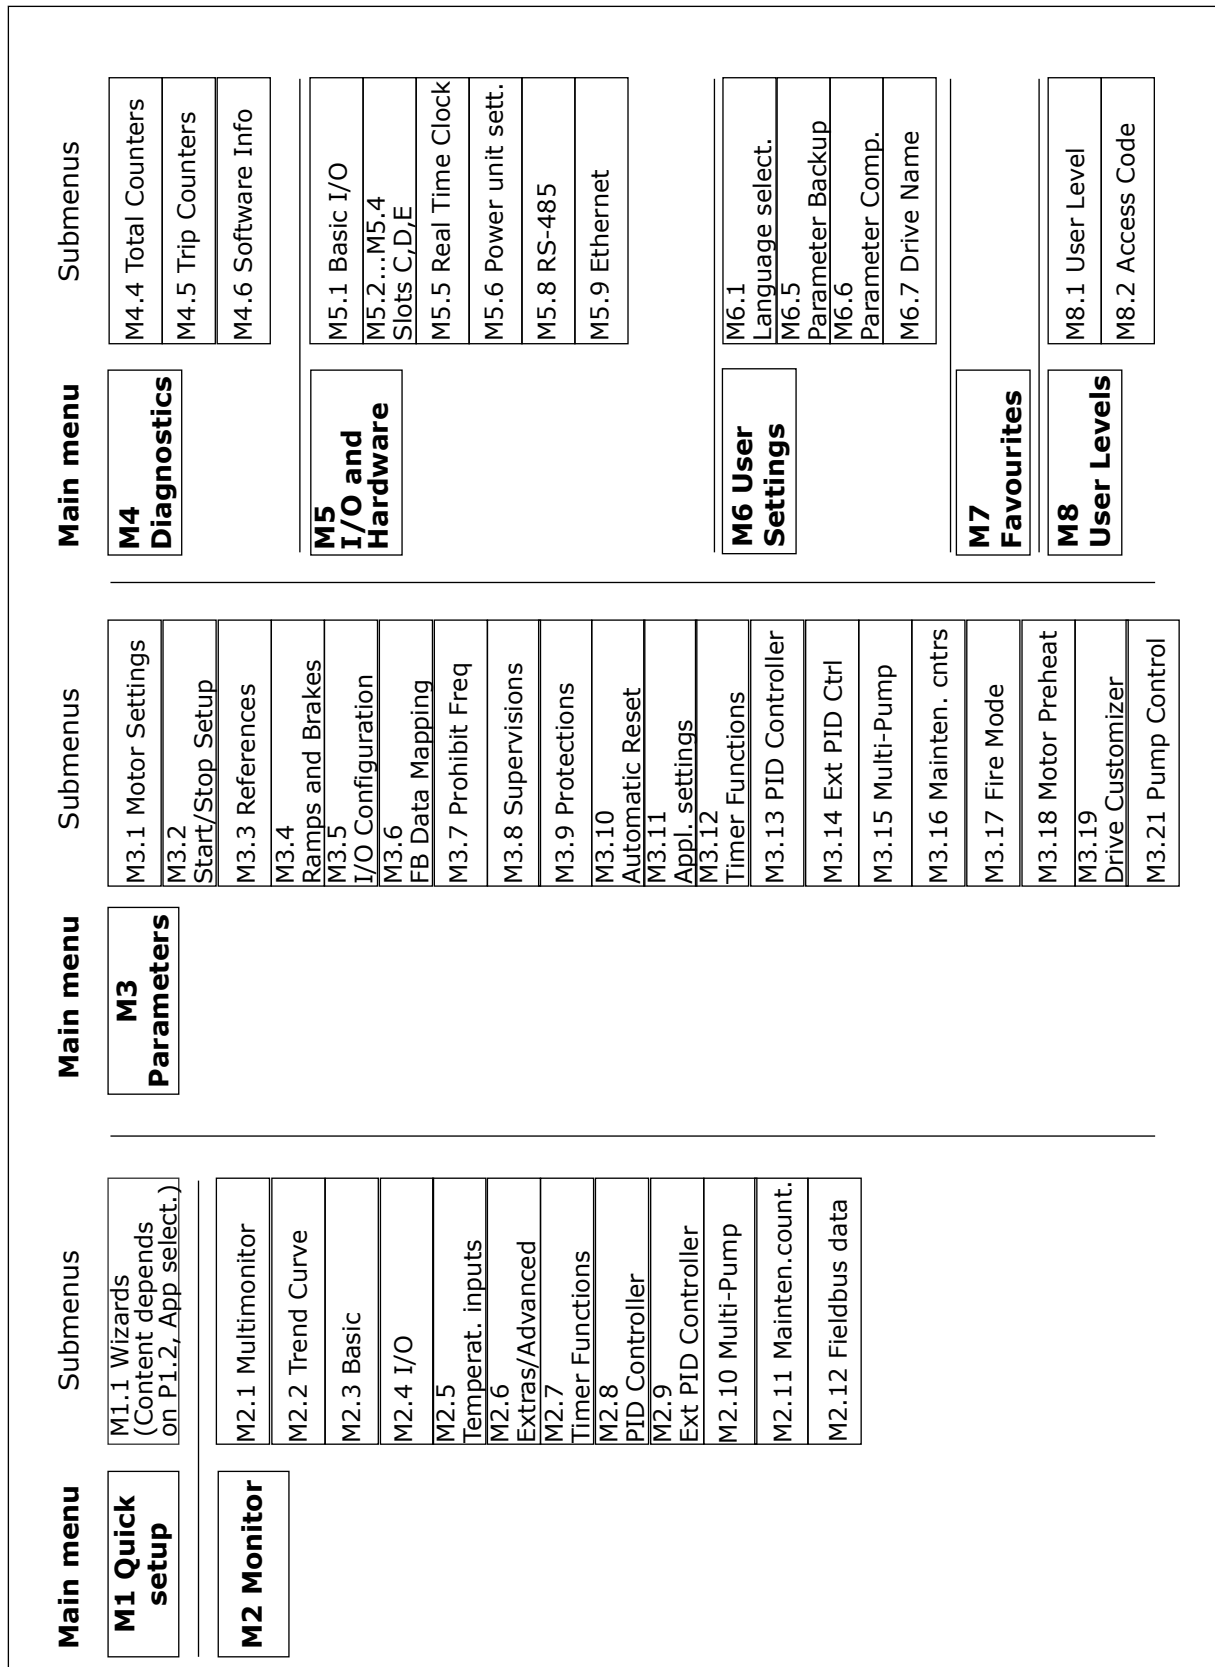 Main menu
Submenus
M1 Quick
setup
M1.1 Wizards
(Content depends
on P1.2, App select.)
M2 Monitor
M2.1 Multimonitor
M2.2 Trend Curve
M2.3 Basic
M2.4 I/O
M2.5
Temperat. inputs
M2.6
Extras/Advanced
M2.7
Timer Functions
M2.8
PID Controller
M2.9
Ext PID Controller
M2.10 Multi-Pump
M2.11 Mainten.count.
M2.12 Fieldbus data
Main menu
Submenus
M3
Parameters
M3.1 Motor Settings
M3.2
Start/Stop Setup
M3.3 References
M3.4
Ramps and Brakes
M3.5
I/O Configuration
M3.6
FB Data Mapping
M3.7 Prohibit Freq
M3.8 Supervisions
M3.9 Protections
M3.10
Automatic Reset
M3.11
Appl. settings
M3.12
Timer Functions
M3.13 PID Controller
M3.14 Ext PID Ctrl
M3.15 Multi-Pump
M3.16 Mainten. cntrs
M3.17 Fire Mode
M3.18 Motor Preheat
M3.19
Drive Customizer
M3.21 Pump Control
Main menu
Submenus
M4
Diagnostics
M4.4 Total Counters
M4.5 Trip Counters
M4.6 Software Info
M5
I/O and
Hardware
M5.1 Basic I/O
M5.2...M5.4
Slots C,D,E
M5.5 Real Time Clock
M5.6 Power unit sett.
M5.8 RS-485
M5.9 Ethernet
M6 User
Settings
M6.1
Language select.
M6.5
Parameter Backup
M6.6
Parameter Comp.
M6.7 Drive Name
M7
Favourites
M8
User Levels
M8.1 User Level
M8.2 Access Code